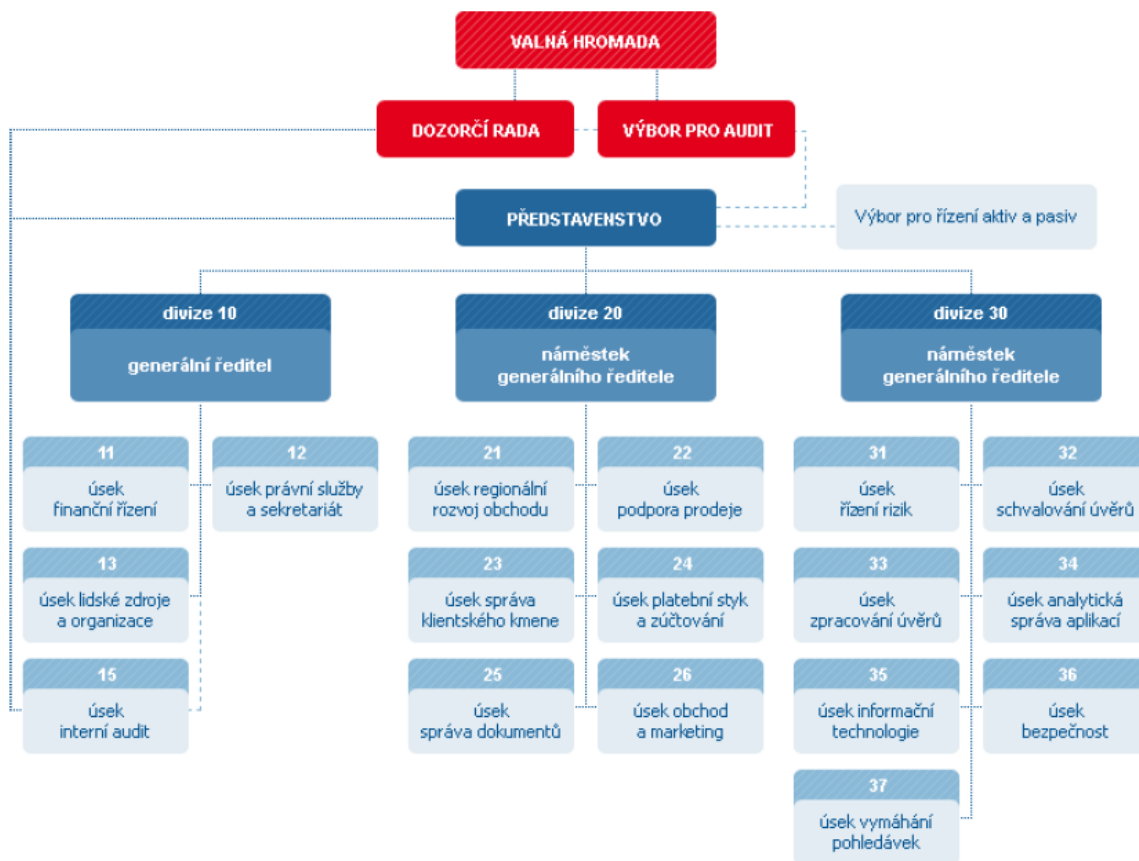 VALNÁ HROMADA
DOZORČÍ RADA
VÝBOR PRO AUDIT
PŘEDSTAVENSTVO
Výbor pro řízení aktiv a pasiv
divize 10
generální ředitel
divize 20
náměstek
generálního ředitele
divize 30
náměstek
generálního ředitele
11
úsek
finanční řízení
12
úsek právní služby
a sekretariát
13
úsek lidské zdroje
a organizace
15
úsek
interní audit
21
úsek regionální
rozvoj obchodu
22
úsek
podpora prodeje
23
úsek správa
klientského kmene
24
úsek platební styk
a zúčtování
25
úsek
správa dokumentů
26
úsek obchod
a marketing
31
úsek
řízení rizik
32
úsek
schvalování úvěrů
33
úsek
zpracování úvěrů
34
úsek analytická
správa aplikací
35
úsek informační
technologie
36
úsek
bezpečnost
37
úsek vymáhání
pohledávek